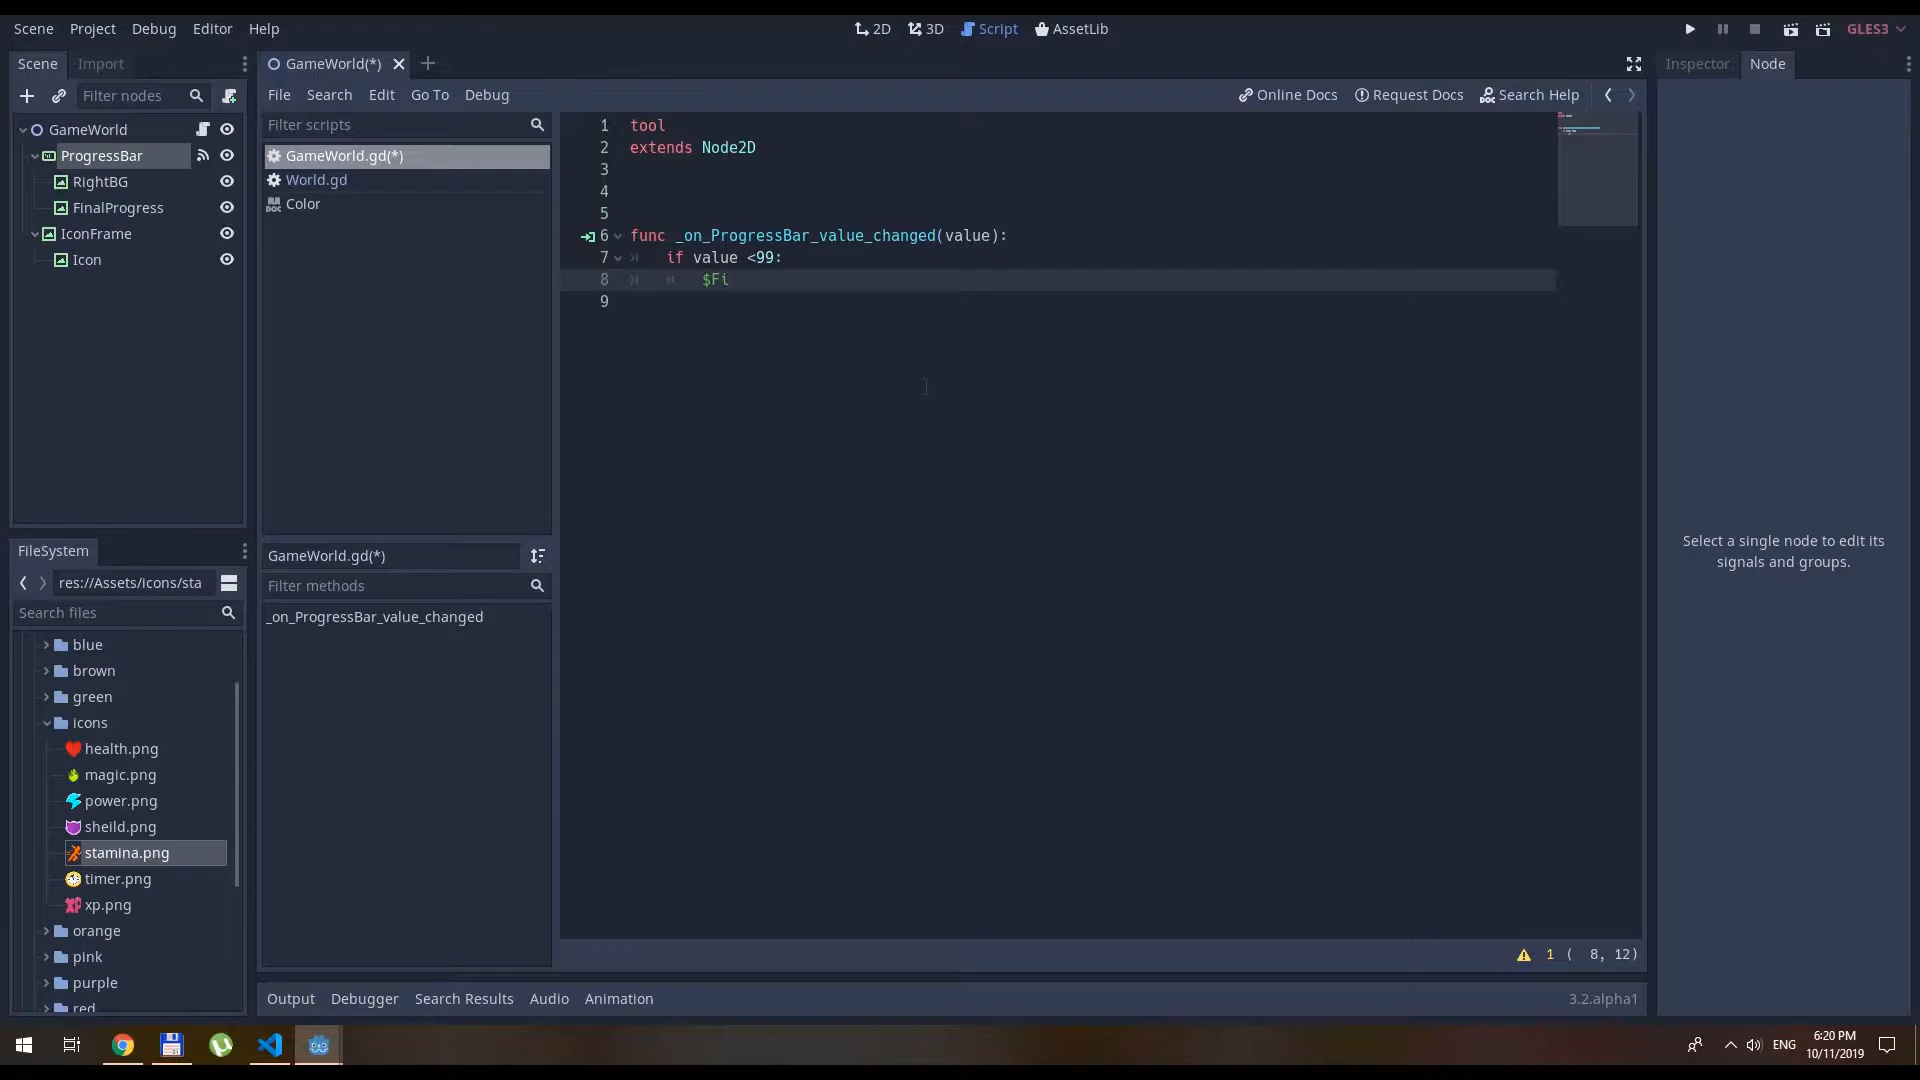 Scene Project Debug Editor Help
2D 3D Script AssetLib
GLES3
Scene Import
GameWorld(*)
Inspector Node
Filter nodes
File Search Edit Go To Debug
Online Docs Request Docs Search Help
GameWorld
ProgressBar
RightBG
FinalProgress
IconFrame
Icon
Filter scripts
GameWorld.gd(*)
World.gd
Color
1 tool
2 extends Node2D
3
4
5
6 func _on_ProgressBar_value_changed(value):
7 if value <99:
8 $Fi
9
Select a single node to edit its
signals and groups.
FileSystem
res://Assets/icons/sta
Search files
blue
brown
green
icons
health.png
magic.png
power.png
sheild.png
stamina.png
timer.png
xp.png
orange
pink
purple
red
GameWorld.gd(*)
Filter methods
_on_ProgressBar_value_changed
1 ( 8, 12)
Output Debugger Search Results Audio Animation
3.2.alpha1
ENG
6:20 PM
10/11/2019